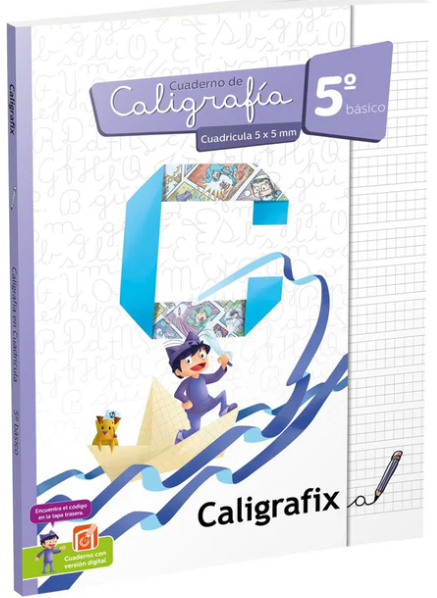 Cuaderno de
Caligrafía
Cuadrícula 5 x 5 mm
5º
básico
Caligrafix
a
Caligrafix
Caligrafía en Cuadrícula
5º básico
Encuentra el código
en la tapa trasera.
Cuaderno con
versión digital